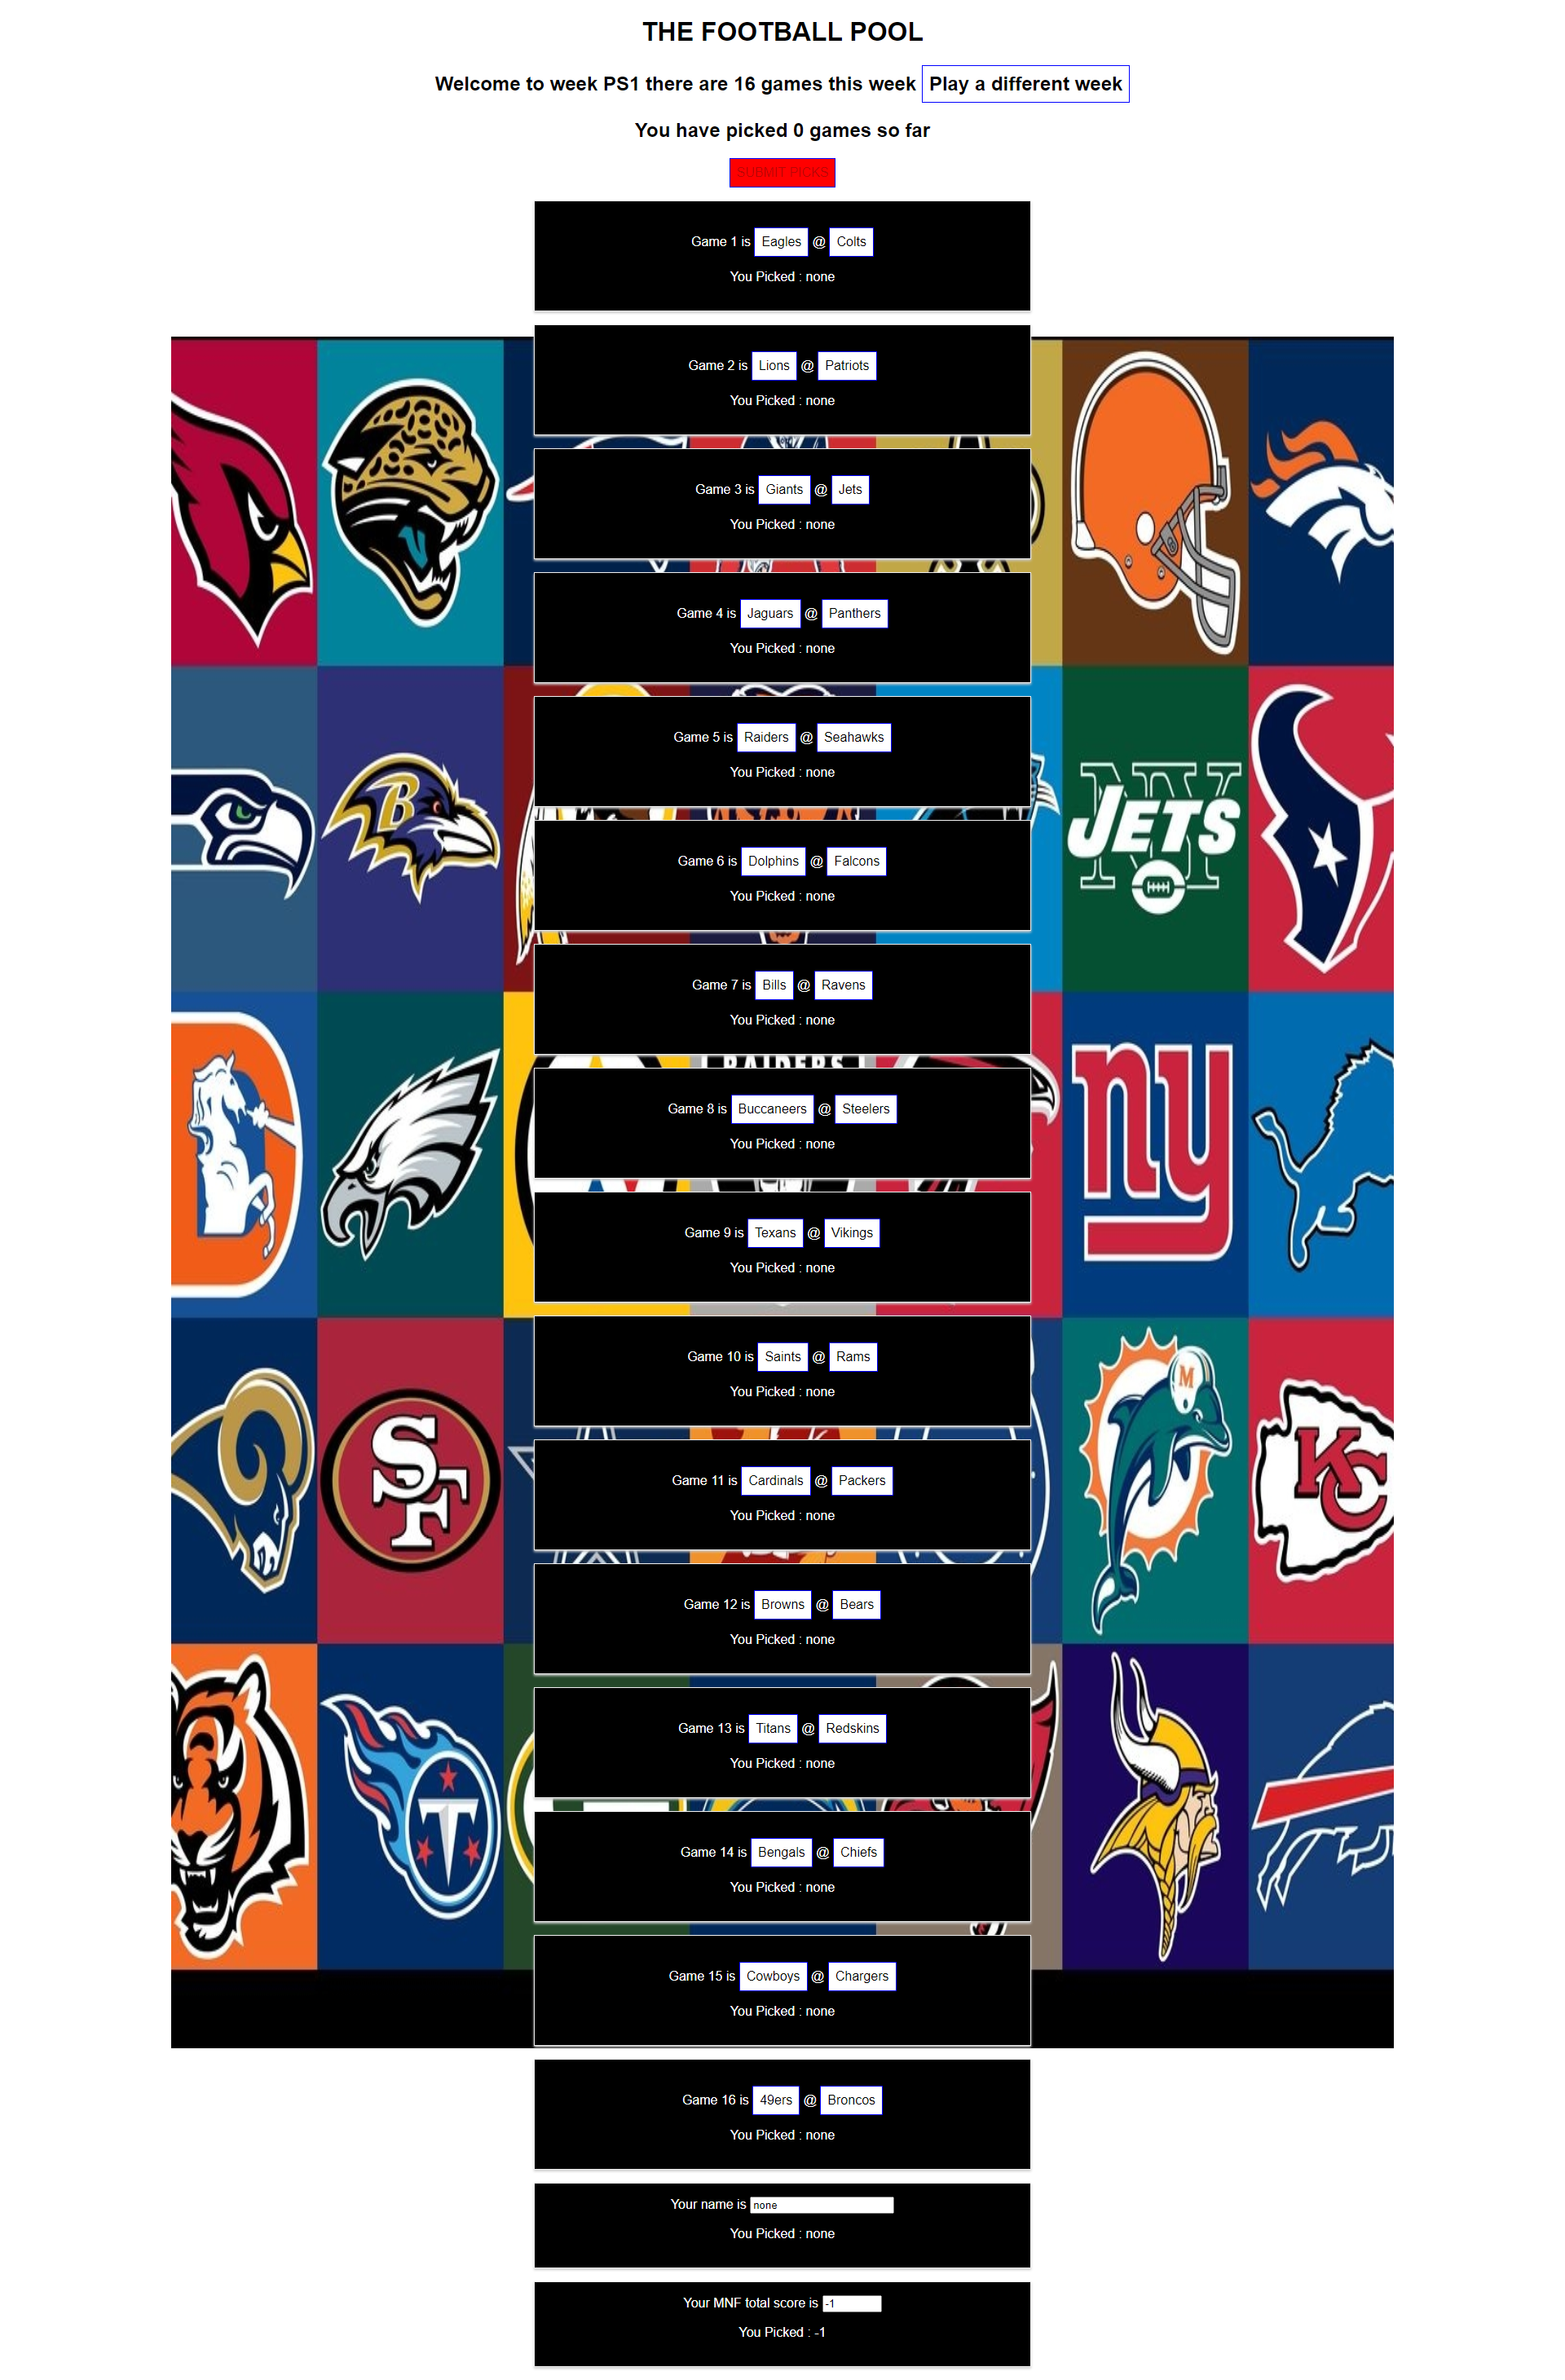 THE FOOTBALL POOL
Welcome to week PS1 there are 16 games this week Play a different week
You have picked 0 games so far
SUBMIT PICKS
Game 1 is Eagles @ Colts
You Picked : none
Game 2 is Lions @ Patriots
You Picked : none
Game 3 is Giants @ Jets
You Picked : none
Game 4 is Jaguars @ Panthers
You Picked : none
Game 5 is Raiders @ Seahawks
You Picked : none
B
NY
JETS
Game 6 is Dolphins @ Falcons
You Picked : none
Game 7 is Bills @ Ravens
You Picked : none
RAIDERS
ny
Game 8 is Buccaneers @ Steelers
You Picked : none
Game 9 is Texans @ Vikings
You Picked : none
Game 10 is Saints @ Rams
You Picked : none
M
SF
KC
Game 11 is Cardinals @ Packers
You Picked : none
Game 12 is Browns @ Bears
You Picked : none
Game 13 is Titans @ Redskins
You Picked : none
T
Game 14 is Bengals @ Chiefs
You Picked : none
Game 15 is Cowboys @ Chargers
You Picked : none
Game 16 is 49ers @ Broncos
You Picked : none
Your name is none
You Picked : none
Your MNF total score is -1
You Picked : -1